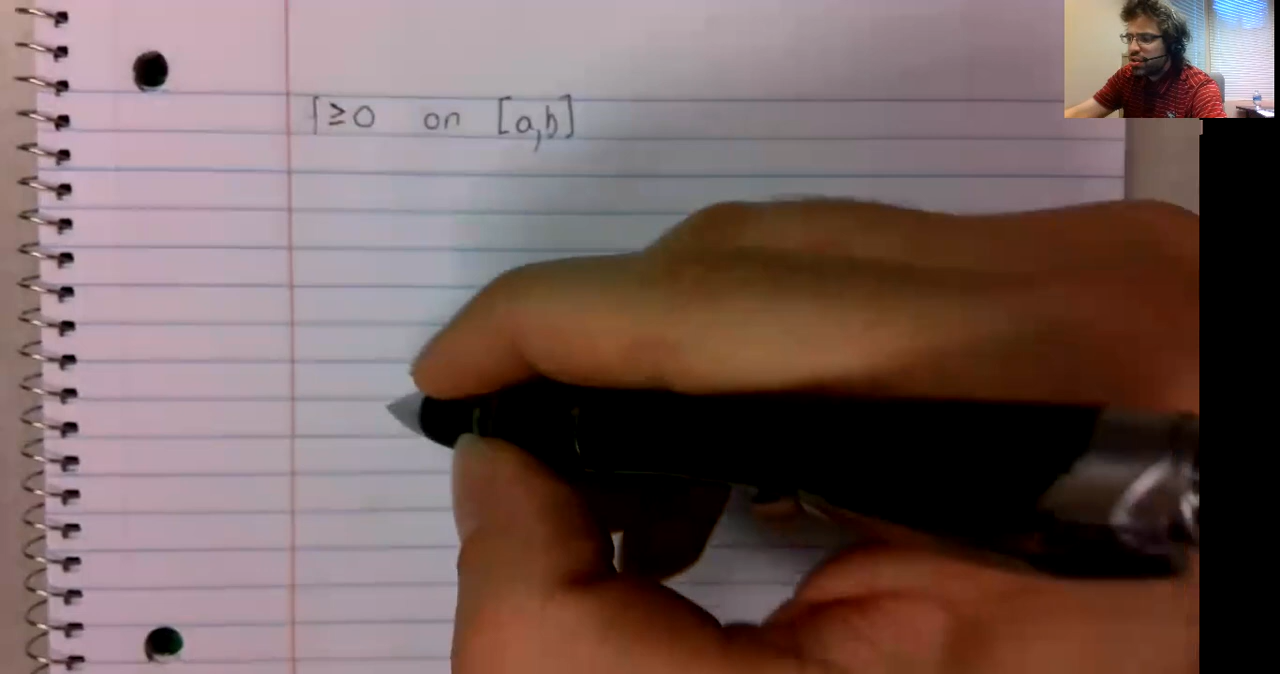 f ≥ 0 on [a,b]